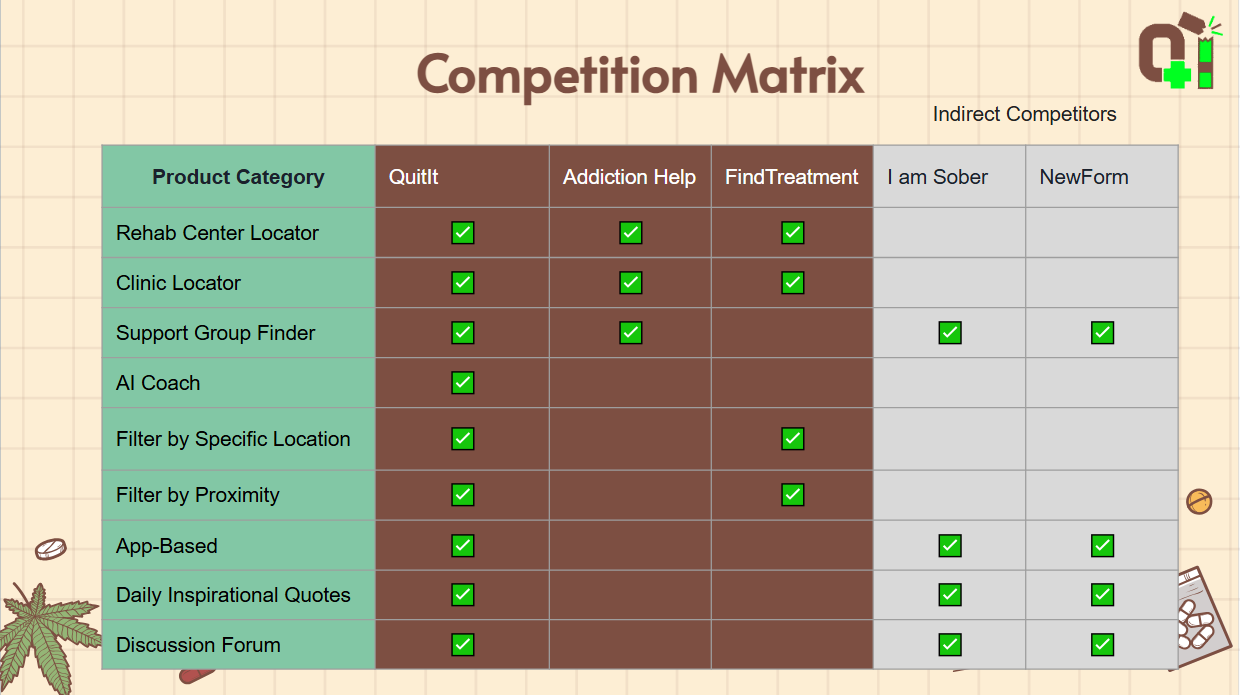 QI
Competition Matrix
Indirect Competitors
Product Category QuitIt Addiction Help FindTreatment I am Sober NewForm
Rehab Center Locator ✅ ✅ ✅
Clinic Locator ✅ ✅ ✅
Support Group Finder ✅ ✅ ✅ ✅
AI Coach ✅
Filter by Specific Location ✅ ✅
Filter by Proximity ✅ ✅
App-Based ✅ ✅ ✅
Daily Inspirational Quotes ✅ ✅ ✅
Discussion Forum ✅ ✅ ✅